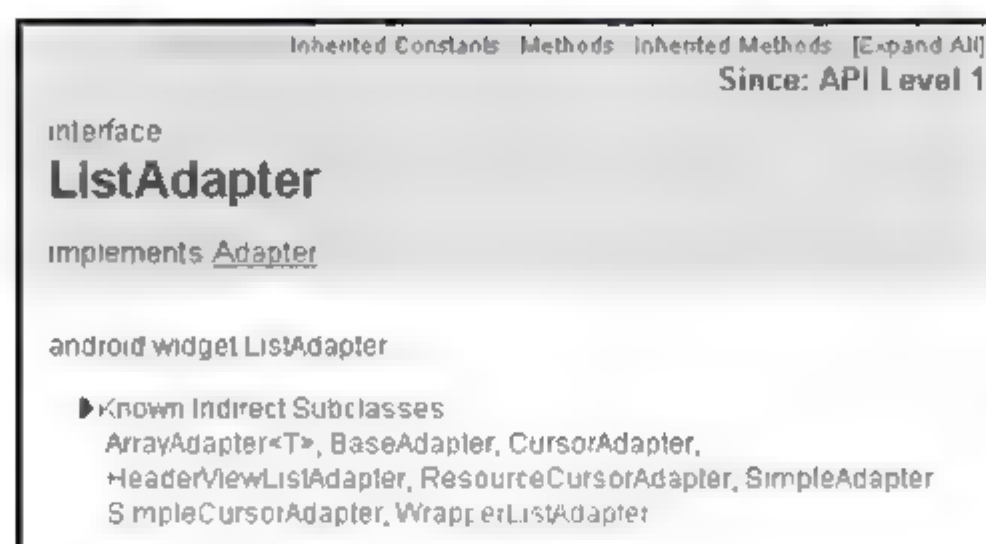 Inherited Constants Methods Inherited Methods [Expand All]
Since: API Level 1
interface
ListAdapter
implements Adapter
android widget ListAdapter
Known Indirect Subclasses
ArrayAdapter<T>, BaseAdapter, CursorAdapter,
HeaderViewListAdapter, ResourceCursorAdapter, SimpleAdapter
SimpleCursorAdapter, WrapperListAdapter